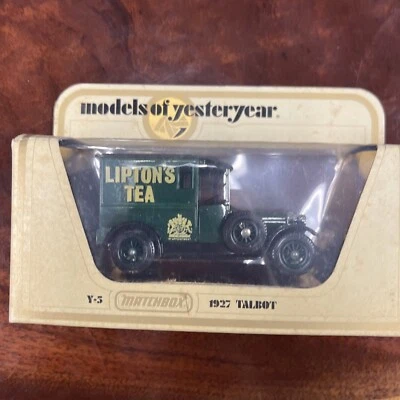 models of yesteryear
LIPTON'S
TEA
Y-5 MATCHBOX 1927 TALBOT